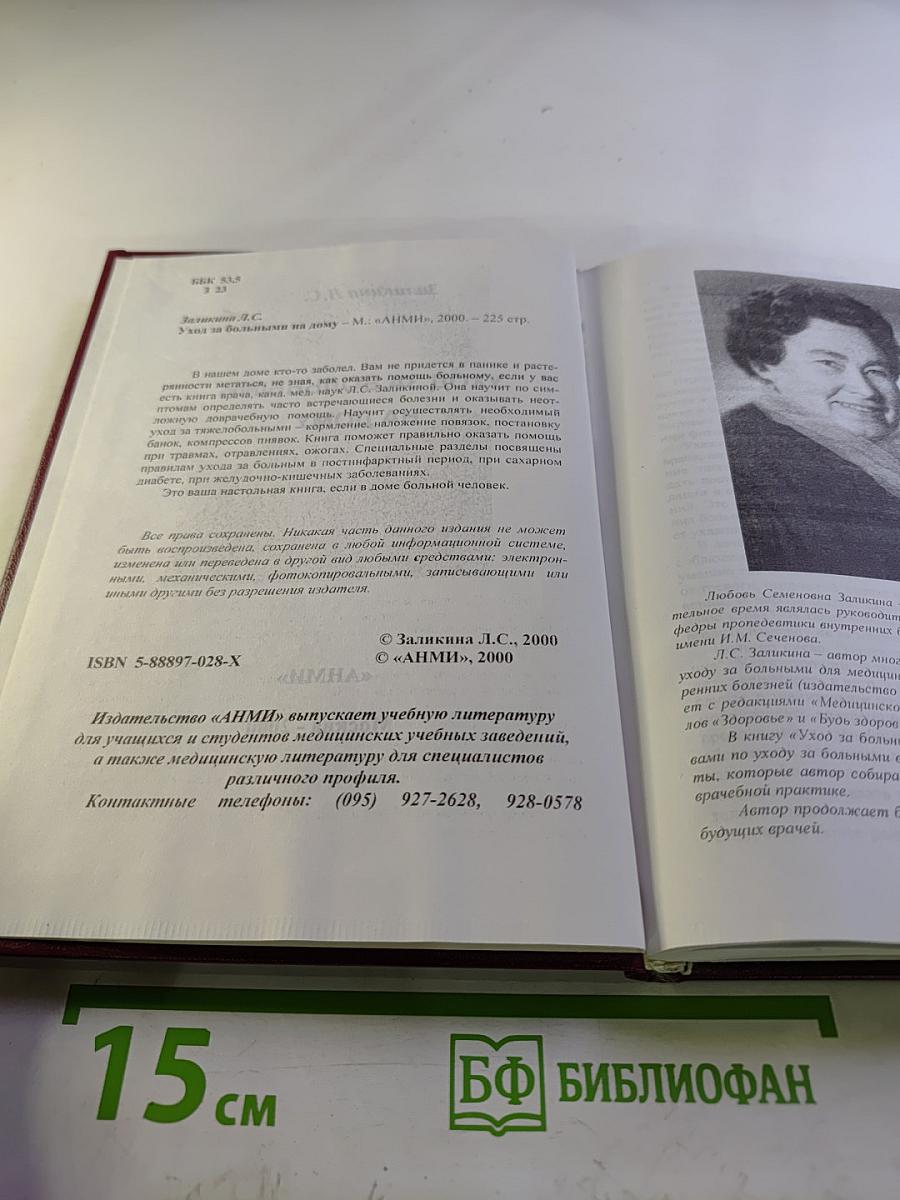 ББК 53,5
З 23
Заликина Л.С.
Уход за больными на дому – М.: «АНМИ», 2000. – 225 стр.
В нашем доме кто-то заболел. Вам не придется в панике и расте-
рянности метаться, не зная, как оказать помощь больному, если у вас
есть книга врача, канд. мед. наук Л.С. Заликиной. Она научит по сим-
птомам определять часто встречающиеся болезни и оказывать неот-
ложную доврачебную помощь. Научит осуществлять необходимый
уход за тяжелобольными – кормление, наложение повязок, постановку
банок, компрессов пиявок. Книга поможет правильно оказать помощь
при травмах, отравлениях, ожогах. Специальные разделы посвящены
правилам ухода за больным в постинфарктный период, при сахарном
диабете, при желудочно-кишечных заболеваниях.
Это ваша настольная книга, если в доме больной человек.
Все права сохранены. Никакая часть данного издания не может
быть воспроизведена, сохранена в любой информационной системе,
изменена или переведена в другой вид любыми средствами: электрон-
ными, механическими, фотокопировальными, записывающими или
иными другими без разрешения издателя.
© Заликина Л.С., 2000
ISBN 5-88897-028-X
© «АНМИ», 2000
Издательство «АНМИ» выпускает учебную литературу
для учащихся и студентов медицинских учебных заведений,
а также медицинскую литературу для специалистов
различного профиля.
Контактные телефоны: (095) 927-2628, 928-0578
Любовь Семеновна Заликина –
тельное время являлась руководит
федры пропедевтики внутренних б
имени И.М. Сеченова.
Л.С. Заликина – автор мног
уходу за больными для медицин
ренних болезней (издательство
ет с редакциями «Медицинско
лов «Здоровье» и «Будь здоров
В книгу «Уход за больн
вами по уходу за больными в
ты, которые автор собира
врачебной практике.
Автор продолжает б
будущих врачей.
15 см
БФ БИБЛИОФАН